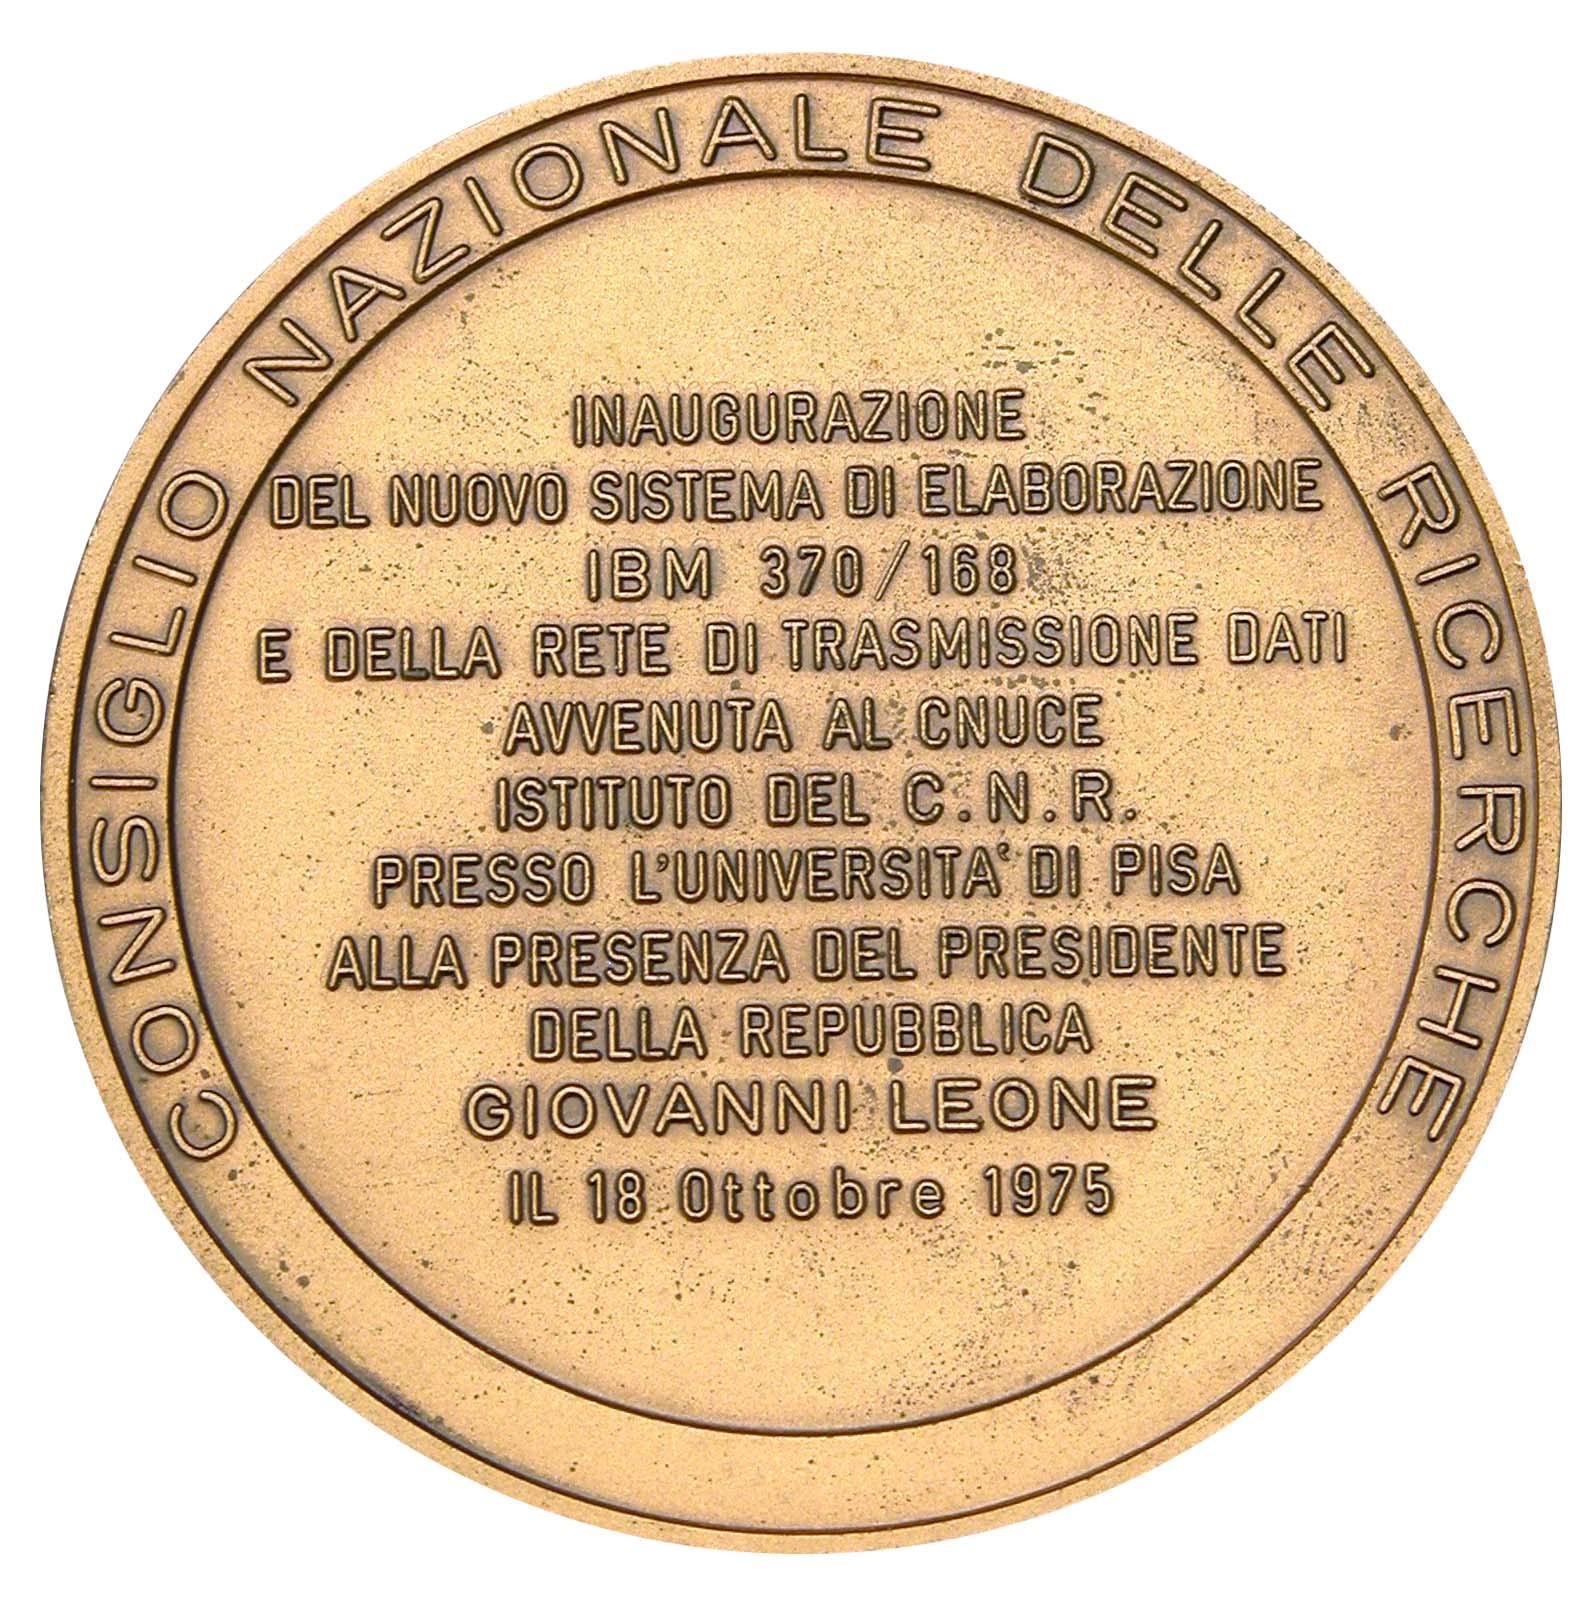 CONSIGLIO NAZIONALE DELLE RICERCHE
INAUGURAZIONE
DEL NUOVO SISTEMA DI ELABORAZIONE
IBM 370/168
E DELLA RETE DI TRASMISSIONE DATI
AVVENUTA AL CNUCE
ISTITUTO DEL C.N.R.
PRESSO L'UNIVERSITA' DI PISA
ALLA PRESENZA DEL PRESIDENTE
DELLA REPUBBLICA
GIOVANNI LEONE
IL 18 Ottobre 1975